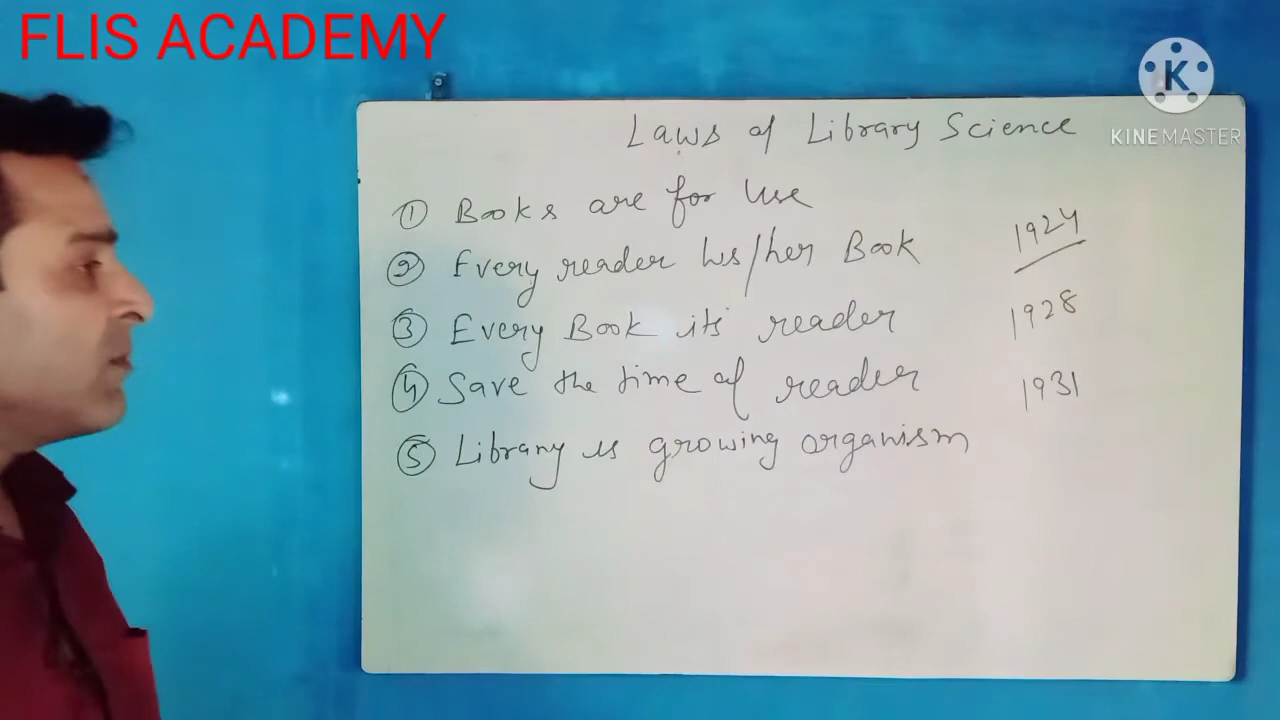 FLIS ACADEMY
K
KINEMASTER
Laws of Library Science
① Books are for Use
② Every reader his/her Book
1924
③ Every Book its reader
1928
④ Save the time of reader
1931
⑤ Library is growing organism